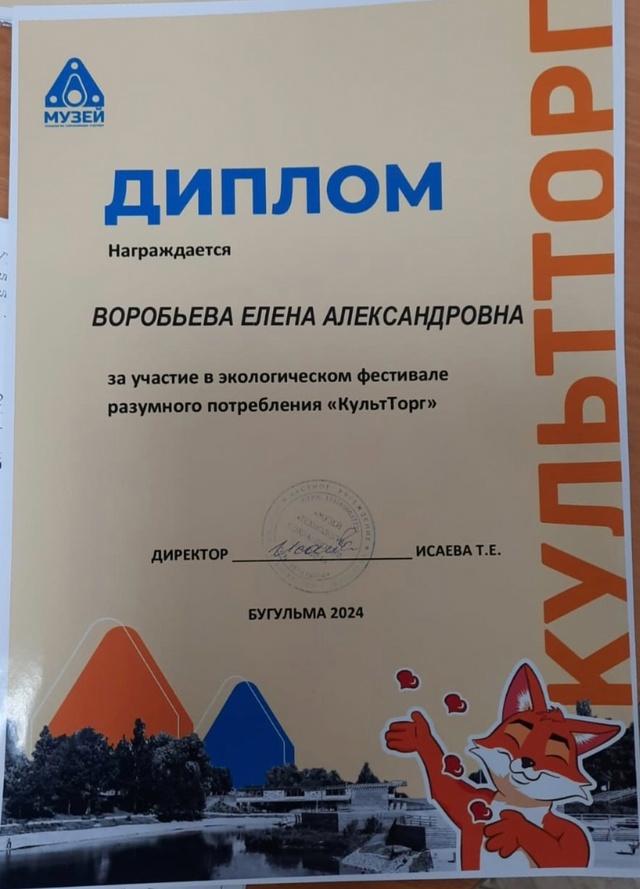 МУЗЕЙ
ДИПЛОМ
Награждается
ВОРОБЬЕВА ЕЛЕНА АЛЕКСАНДРОВНА
за участие в экологическом фестивале
разумного потребления «КультТорг»
ДИРЕКТОР ИСАЕВА Т.Е.
БУГУЛЬМА 2024
КУЛЬТТОРГ